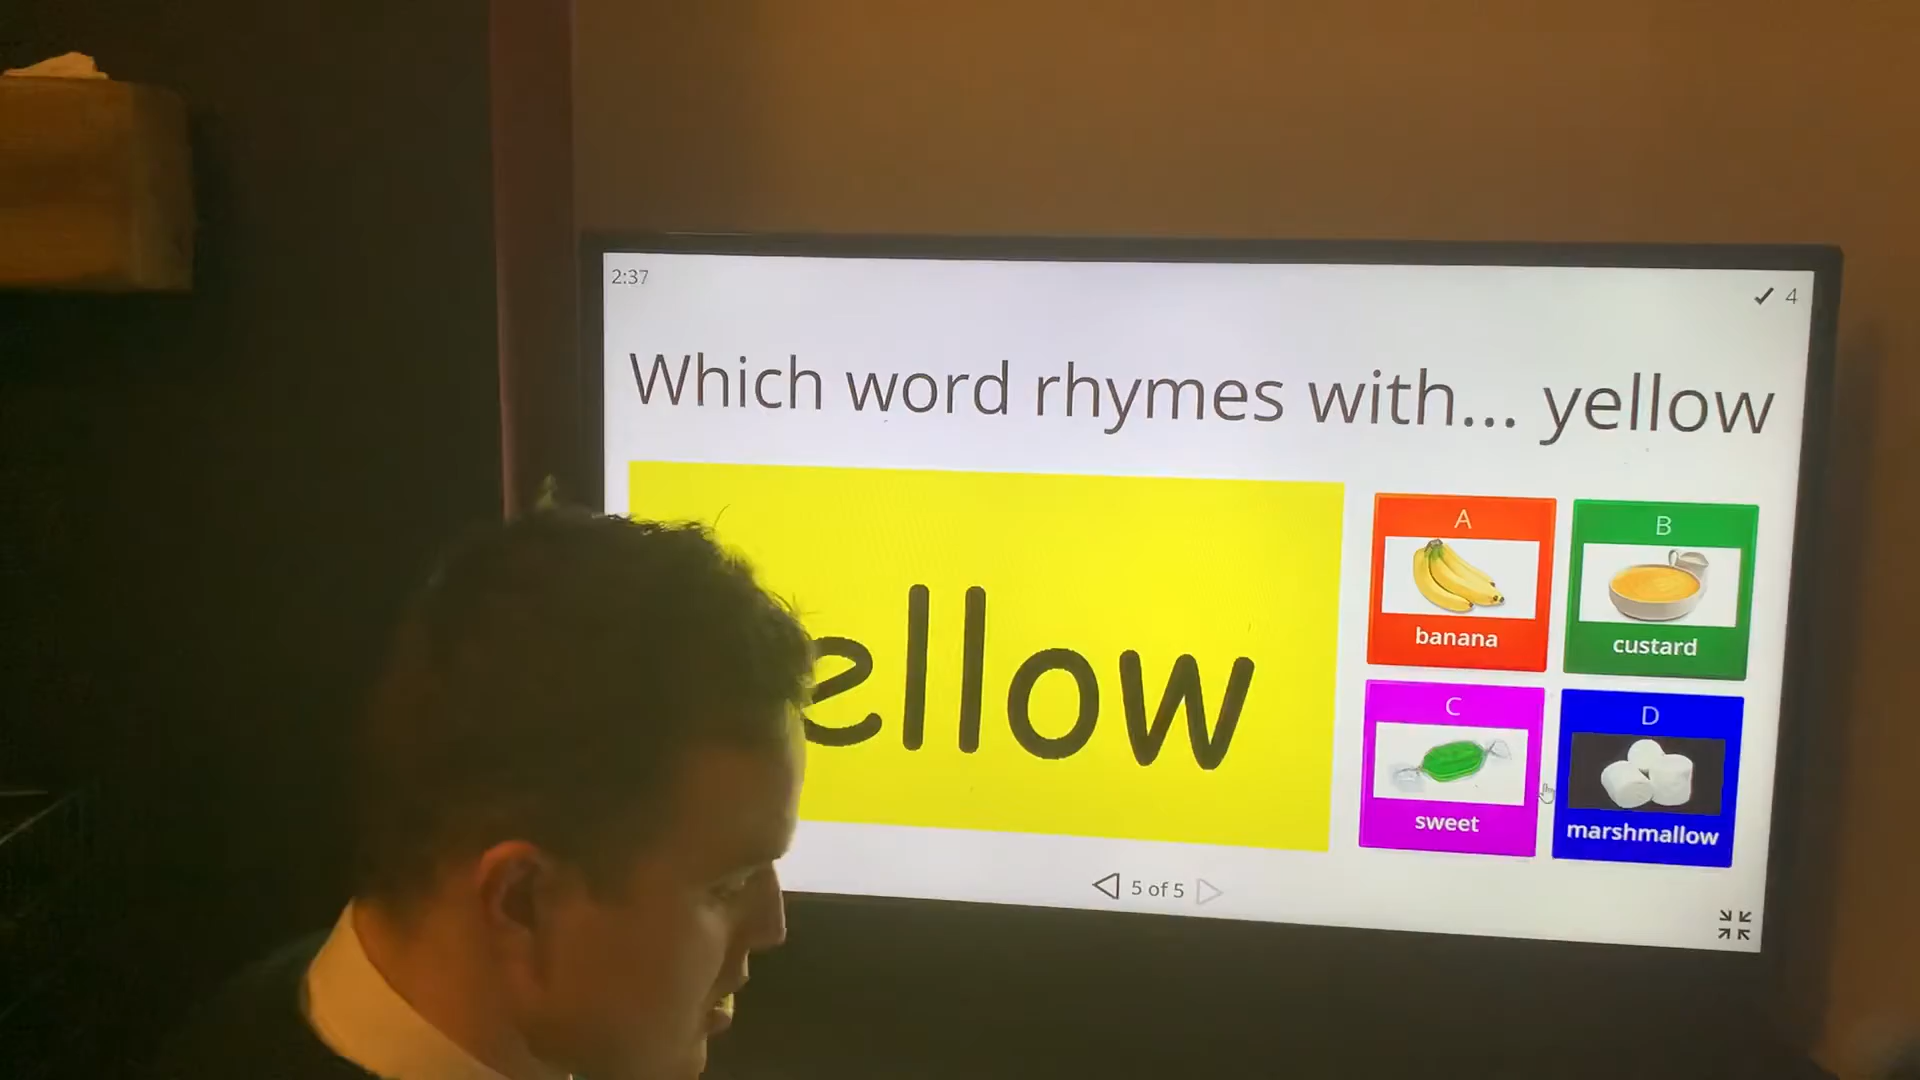 2:37
✓ 4
Which word rhymes with... yellow
ellow
A
banana
B
custard
C
sweet
D
marshmallow
5 of 5